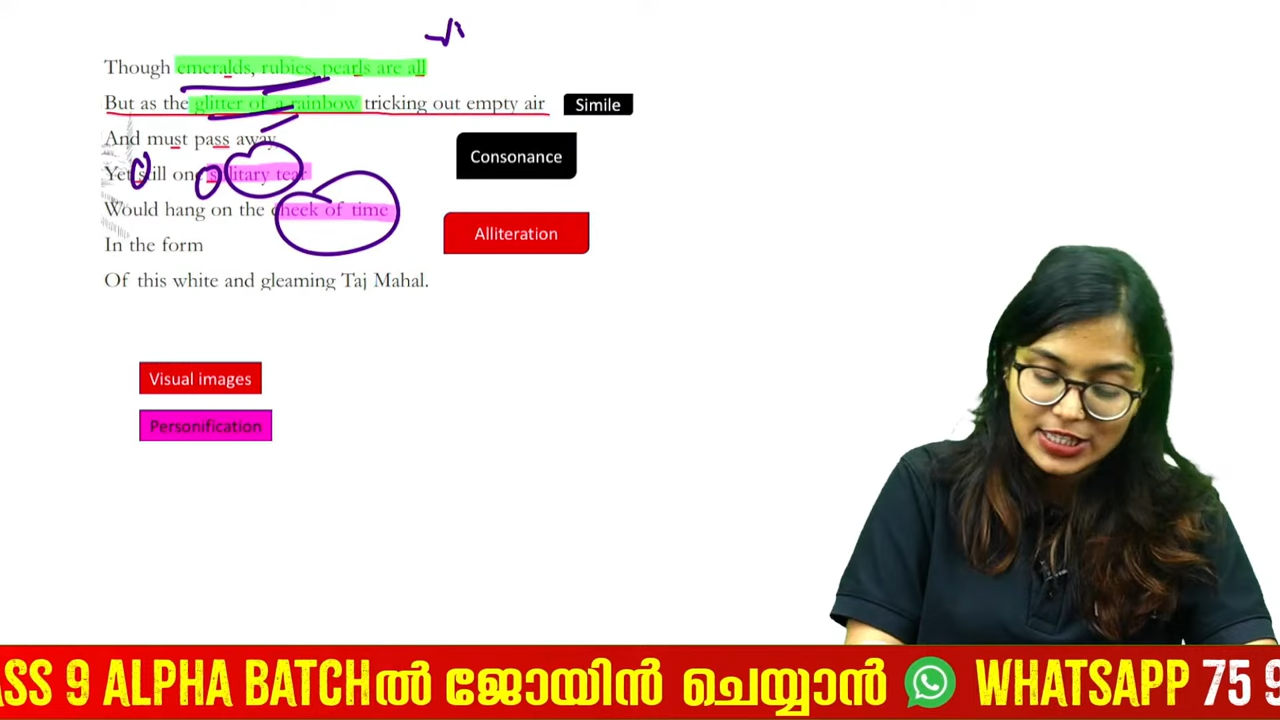 Though emeralds, rubies, pearls are all
But as the glitter of a rainbow tricking out empty air
Simile
And must pass away
Consonance
Yet still one solitary tear
Would hang on the cheek of time
Alliteration
In the form
Of this white and gleaming Taj Mahal.
Visual images
Personification
ASS 9 ALPHA BATCHൽ ജോയിൻ ചെയ്യാൻ WHATSAPP 75 9